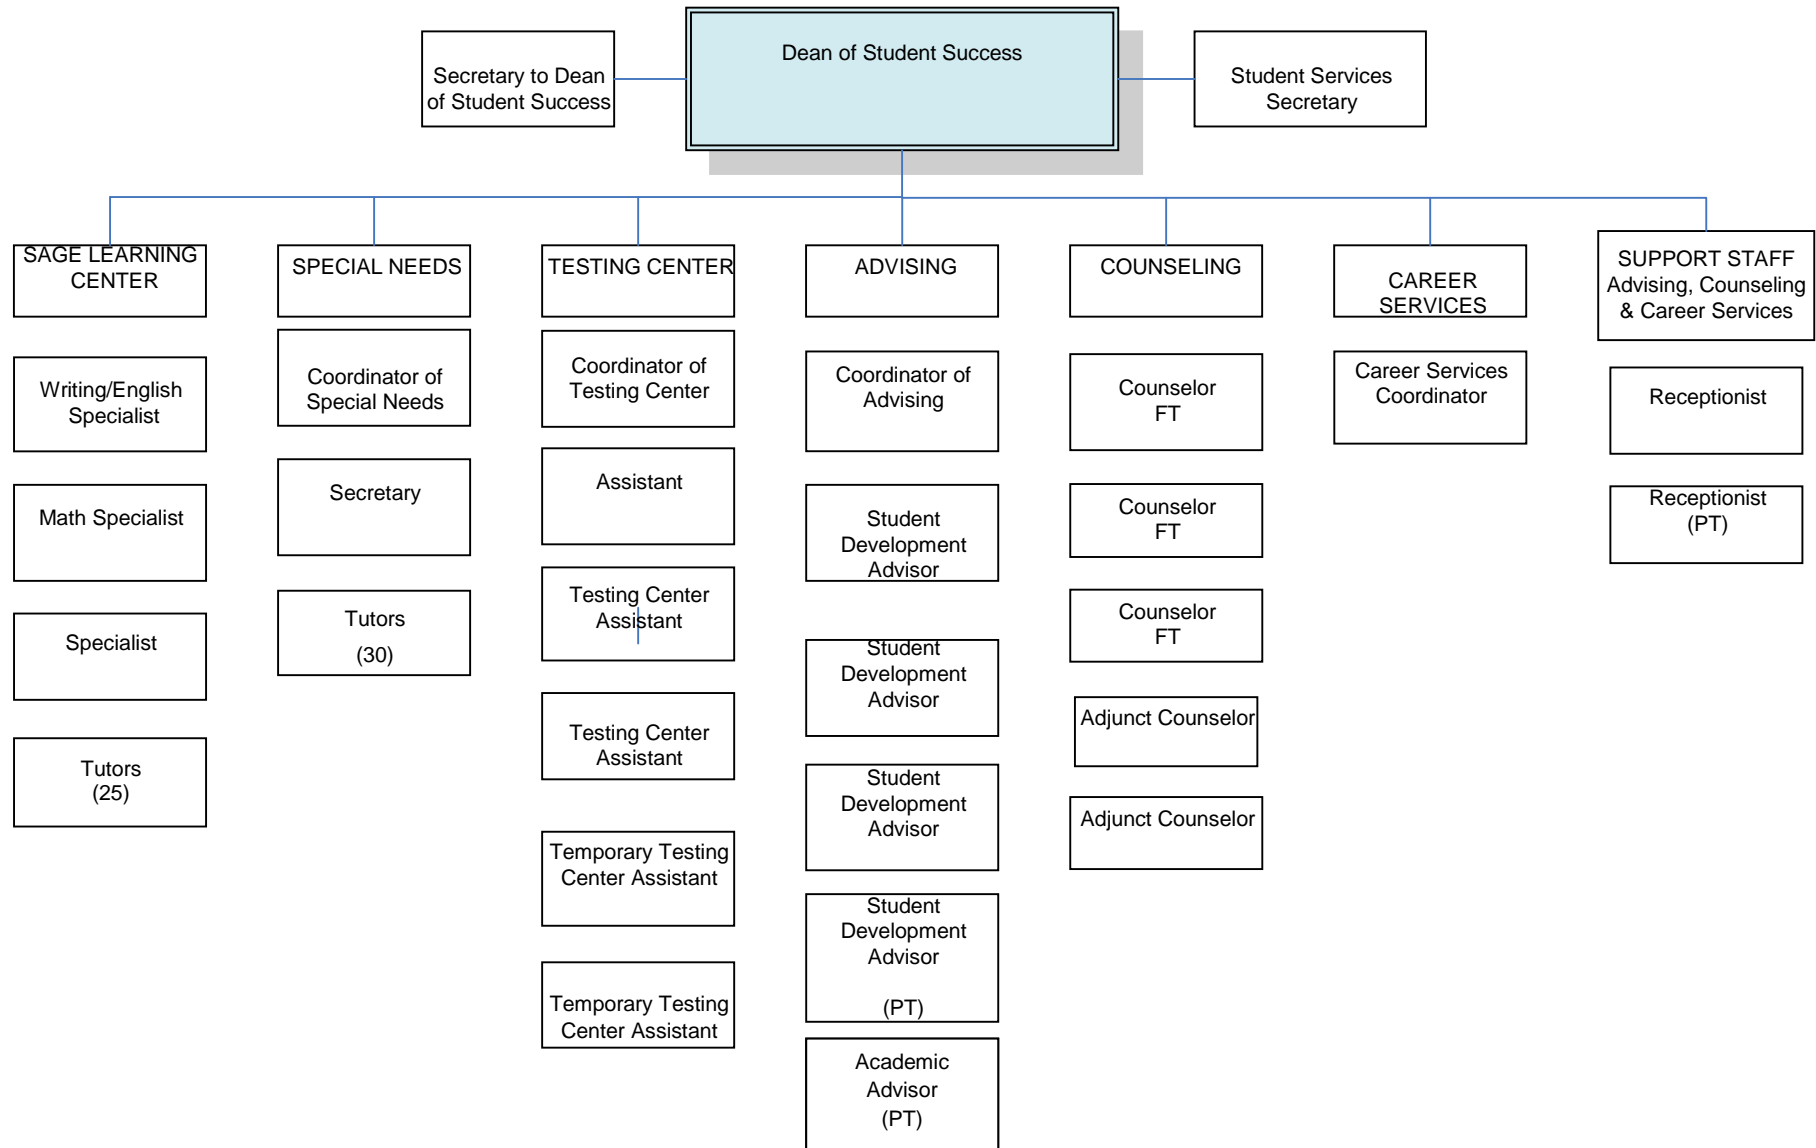 Dean of Student Success
Secretary to Dean
of Student Success
Student Services
Secretary
SAGE LEARNING
CENTER
Writing/English
Specialist
Math Specialist
Specialist
Tutors
(25)
SPECIAL NEEDS
Coordinator of
Special Needs
Secretary
Tutors
(30)
TESTING CENTER
Coordinator of
Testing Center
Assistant
Testing Center
Assistant
Testing Center
Assistant
Temporary Testing
Center Assistant
Temporary Testing
Center Assistant
ADVISING
Coordinator of
Advising
Student
Development
Advisor
Student
Development
Advisor
Student
Development
Advisor
Student
Development
Advisor
(PT)
Academic
Advisor
(PT)
COUNSELING
Counselor
FT
Counselor
FT
Counselor
FT
Adjunct Counselor
Adjunct Counselor
CAREER
SERVICES
Career Services
Coordinator
SUPPORT STAFF
Advising, Counseling
& Career Services
Receptionist
Receptionist
(PT)